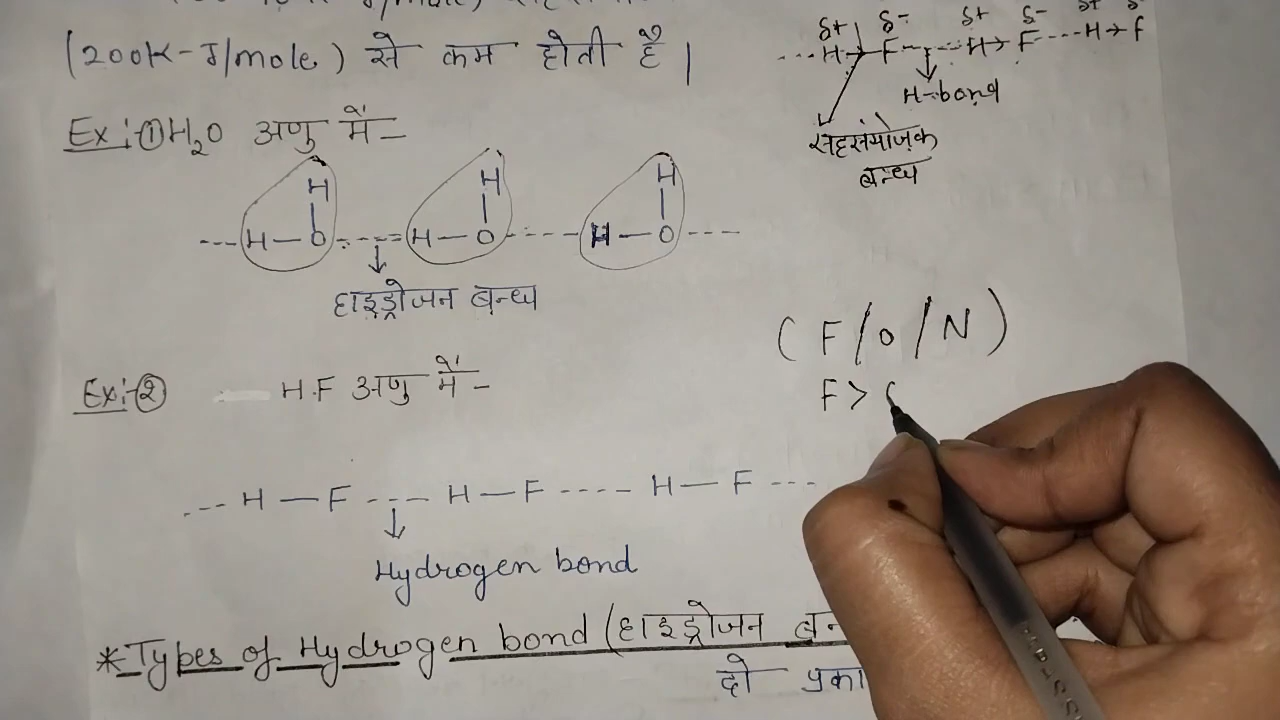 (200K-J/mole) से कम होती है |
Ex:-① H₂O अणु में-
H H H
---H—O---=H—O-----H—O---
हाइड्रोजन बन्ध
δ+ δ- δ+ δ- δ+ δ-
....H→F-----H→F....H→F
H-bond
सहसंयोजक
बन्ध
(F/O/N)
F>
Ex:-② H.F अणु में-
...H—F---H—F----H—F---
Hydrogen bond
*Types of Hydrogen bond (हाइड्रोजन
दो